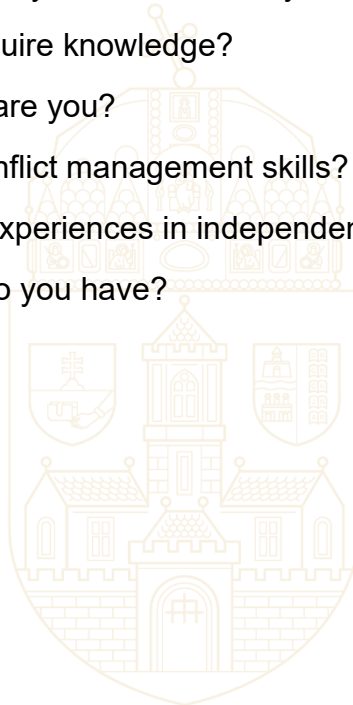 uire knowledge?
are you?
nflict management skills?
xperiences in independen
o you have?